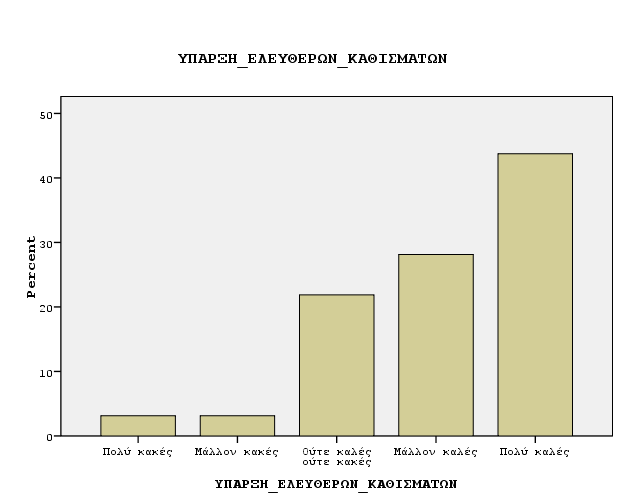 ΥΠΑΡΞΗ_ΕΛΕΥΘΕΡΩΝ_ΚΑΘΙΣΜΑΤΩΝ
50
40
30
20
10
0
Percent
Πολύ κακές
Μάλλον κακές
Ούτε καλές
ούτε κακές
Μάλλον καλές
Πολύ καλές
ΥΠΑΡΞΗ_ΕΛΕΥΘΕΡΩΝ_ΚΑΘΙΣΜΑΤΩΝ